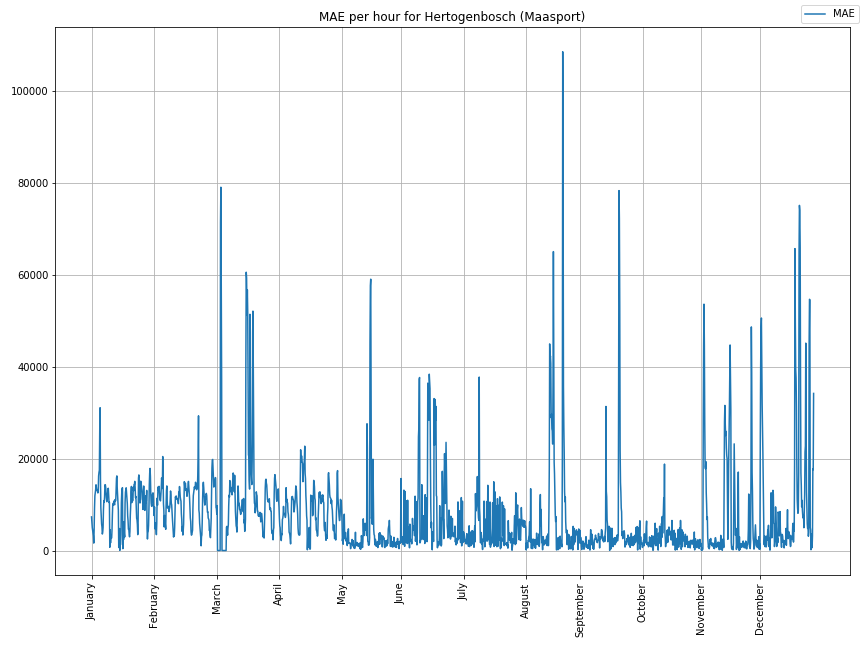 MAE per hour for Hertogenbosch (Maasport)
MAE
100000
80000
60000
40000
20000
0
January
February
March
April
May
June
July
August
September
October
November
December